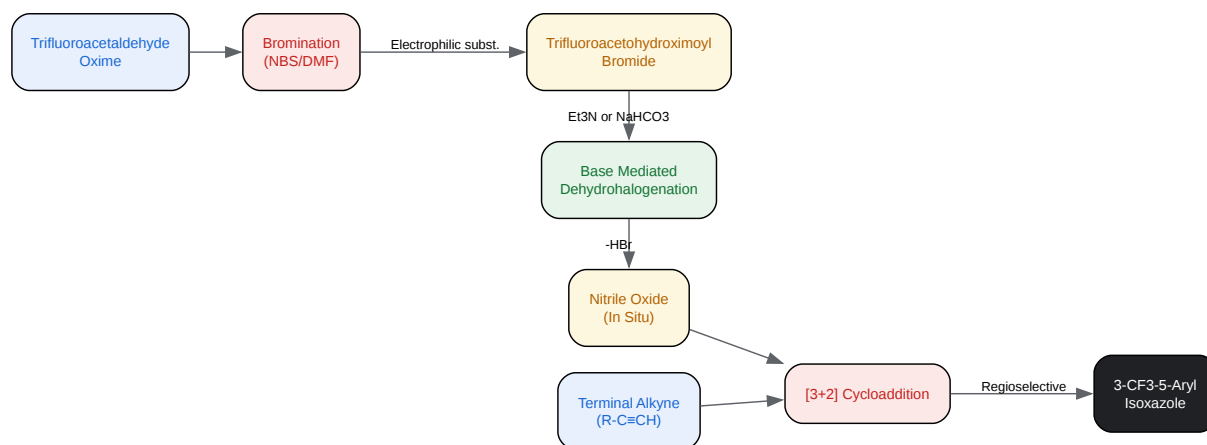 Trifluoroacetaldehyde
Oxime
Bromination
(NBS/DMF)
Electrophilic subst.
Trifluoroacetohydroximoyl
Bromide
Et3N or NaHCO3
Base Mediated
Dehydrohalogenation
-HBr
Nitrile Oxide
(In Situ)
Terminal Alkyne
(R-C≡CH)
[3+2] Cycloaddition
Regioselective
3-CF3-5-Aryl
Isoxazole